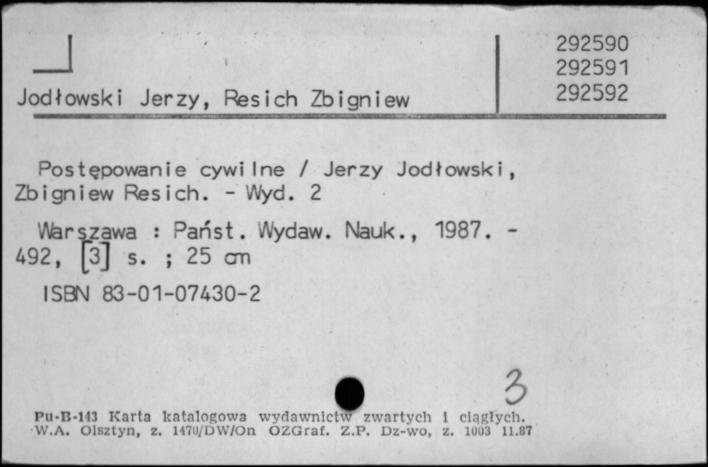 292590
292591
292592
Jodłowski Jerzy, Resich Zbigniew
Postępowanie cywilne / Jerzy Jodłowski,
Zbigniew Resich. - Wyd. 2
Warszawa : Państ. Wydaw. Nauk., 1987. -
492, [3] s. ; 25 cm
ISBN 83-01-07430-2
3
Pu-B-143 Karta katalogowa wydawnictw zwartych i ciągłych.
W.A. Olsztyn, z. 1470/DW/On OZGraf. Z.P. Dz-wo, z. 1003 11.87